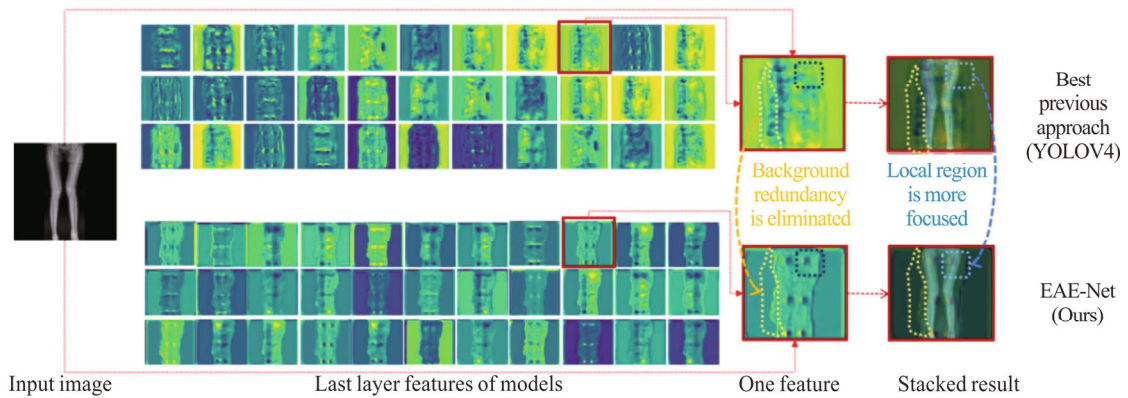 Best
previous
approach
(YOLOV4)
Background
redundancy
is eliminated
Local region
is more
focused
EAE-Net
(Ours)
Input image
Last layer features of models
One feature
Stacked result